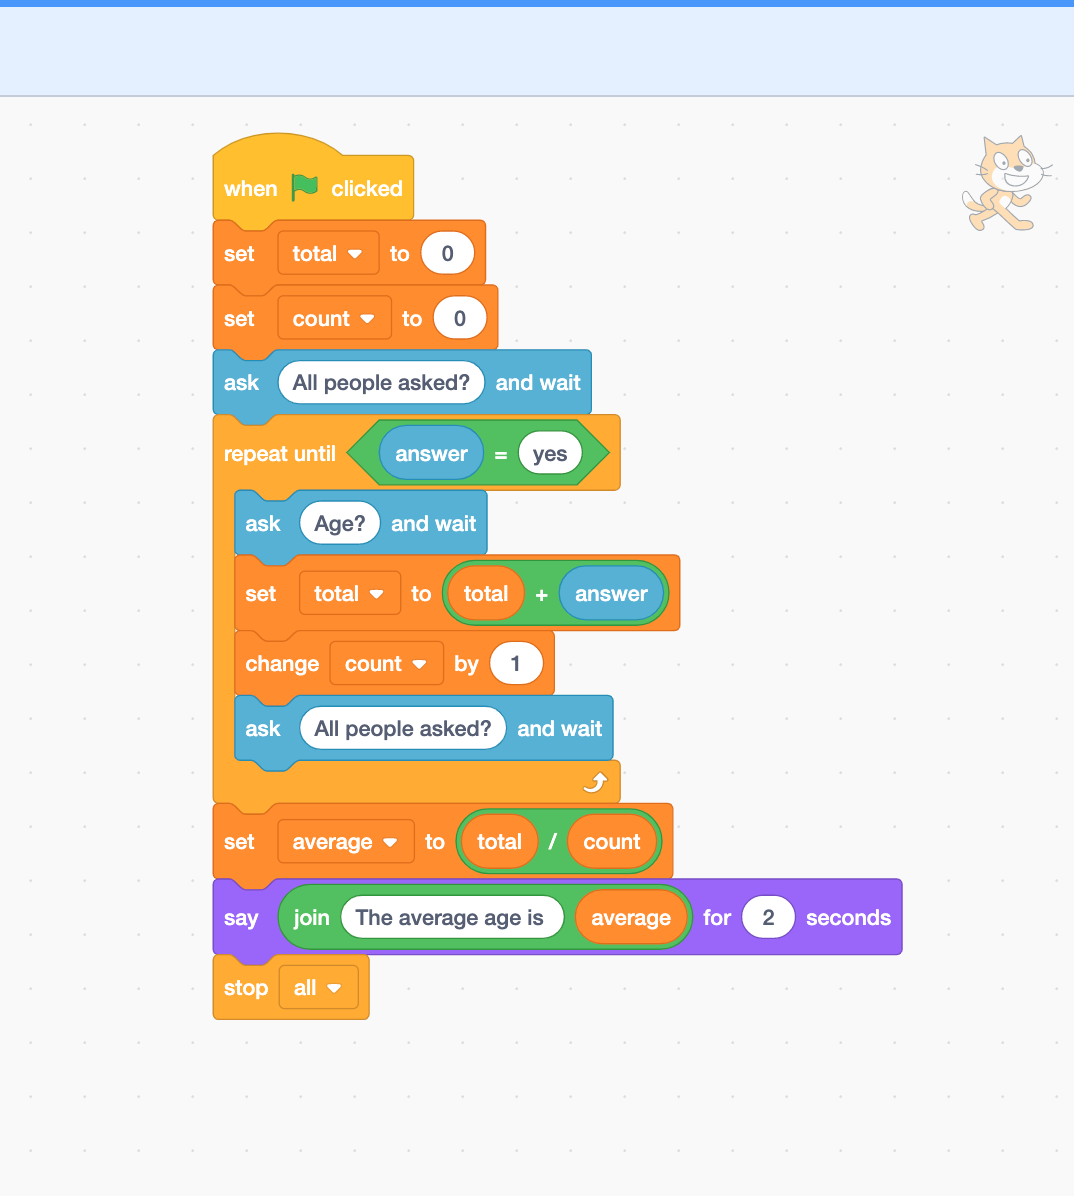 when clicked
set total to 0
set count to 0
ask All people asked? and wait
repeat until answer = yes
ask Age? and wait
set total to total + answer
change count by 1
ask All people asked? and wait
set average to total / count
say join The average age is average for 2 seconds
stop all